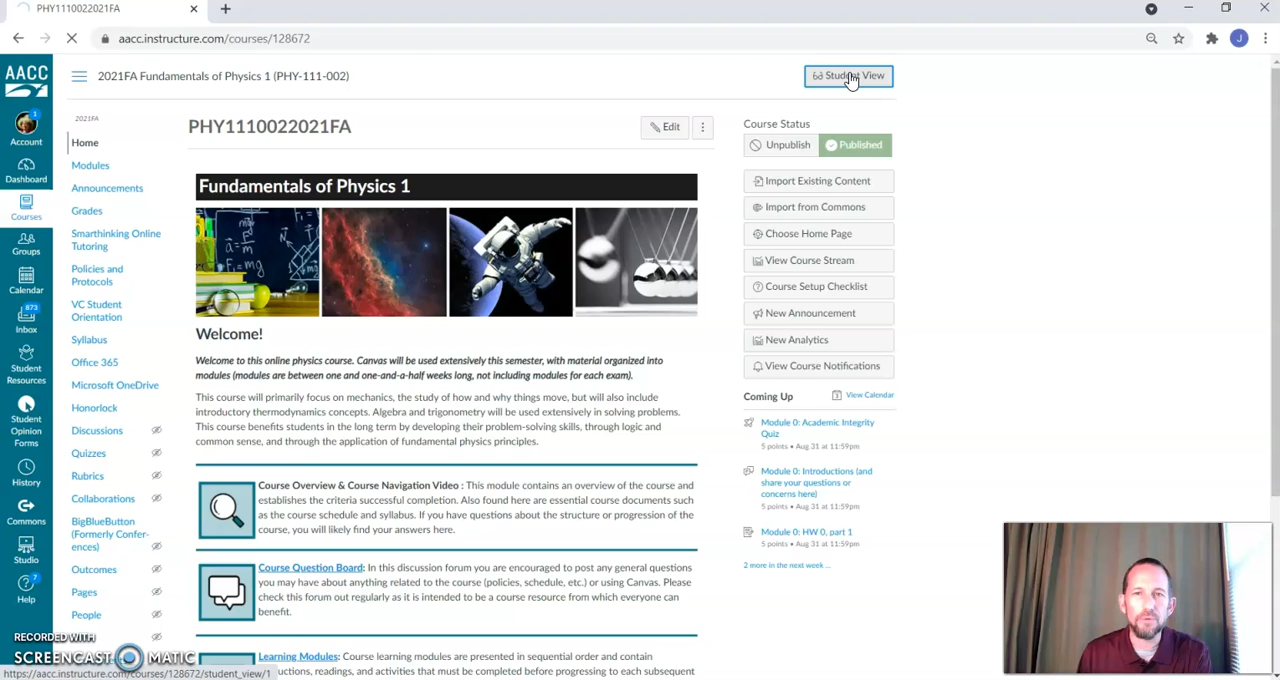 PHY1110022021FA
aacc.instructure.com/courses/128672
AACC
2021FA Fundamentals of Physics 1 (PHY-111-002)
Student View
1
Account
Dashboard
Courses
Groups
Calendar
873
Inbox
Student
Resources
Student
Opinion
Forms
History
Commons
Studio
7
Help
2021FA
Home
Modules
Announcements
Grades
Smarthinking Online
Tutoring
Policies and
Protocols
VC Student
Orientation
Syllabus
Office 365
Microsoft OneDrive
Honorlock
Discussions
Quizzes
Rubrics
Collaborations
BigBlueButton
(Formerly Confer-
ences)
Outcomes
Pages
People
PHY1110022021FA
Edit
Fundamentals of Physics 1
Welcome!
Welcome to this online physics course. Canvas will be used extensively this semester, with material organized into
modules (modules are between one and one-and-a-half weeks long, not including modules for each exam).
This course will primarily focus on mechanics, the study of how and why things move, but will also include
introductory thermodynamics concepts. Algebra and trigonometry will be used extensively in solving problems.
This course benefits students in the long term by developing their problem-solving skills, through logic and
common sense, and through the application of fundamental physics principles.
Course Overview & Course Navigation Video : This module contains an overview of the course and
establishes the criteria successful completion. Also found here are essential course documents such
as the course schedule and syllabus. If you have questions about the structure or progression of the
course, you will likely find your answers here.
Course Question Board: In this discussion forum you are encouraged to post any general questions
you may have about anything related to the course (policies, schedule, etc.) or using Canvas. Please
check this forum out regularly as it is intended to be a course resource from which everyone can
benefit.
Learning Modules: Course learning modules are presented in sequential order and contain
uctions, readings, and activities that must be completed before progressing to each subsequent
Course Status
Unpublish
Published
Import Existing Content
Import from Commons
Choose Home Page
View Course Stream
Course Setup Checklist
New Announcement
New Analytics
View Course Notifications
Coming Up
View Calendar
Module 0: Academic Integrity
Quiz
5 points • Aug 31 at 11:59pm
Module 0: Introductions (and
share your questions or
concerns here)
5 points • Aug 31 at 11:59pm
Module 0: HW 0, part 1
5 points • Aug 31 at 11:59pm
2 more in the next week ...
J
RECORDED WITH
SCREENCAST MATIC
https://aacc.instructure.com/courses/128672/student_view/1